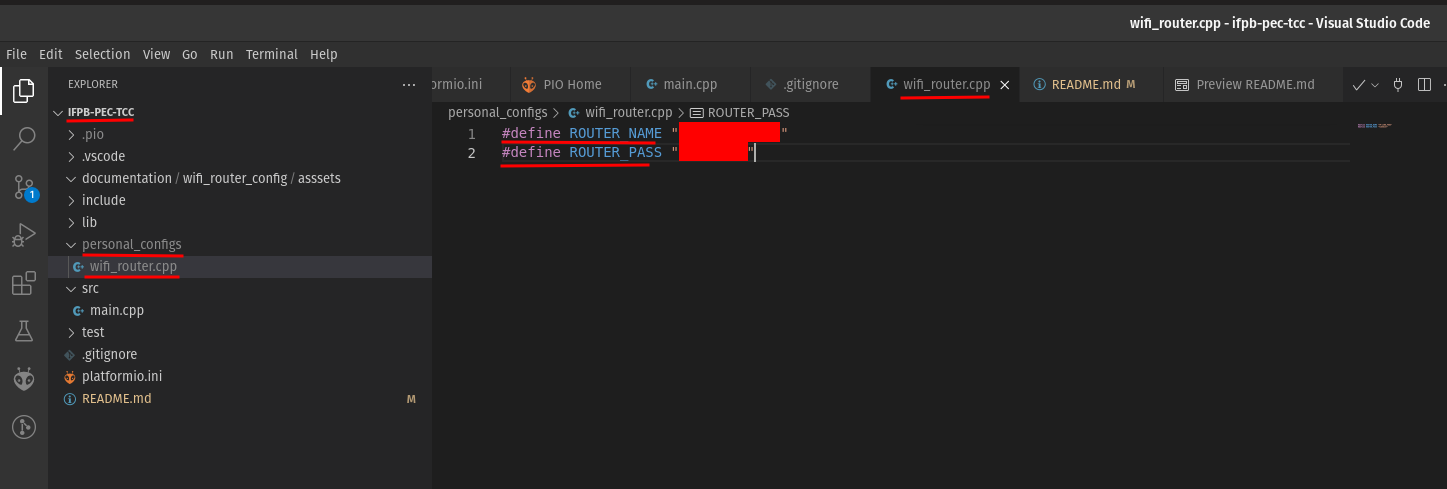 wifi_router.cpp - ifpb-pec-tcc - Visual Studio Code
File Edit Selection View Go Run Terminal Help
EXPLORER
IFPB-PEC-TCC
.pio
.vscode
documentation / wifi_router_config / asssets
include
lib
personal_configs
wifi_router.cpp
src
main.cpp
test
.gitignore
platformio.ini
README.md M
1
ormio.ini PIO Home main.cpp .gitignore wifi_router.cpp README.md M Preview README.md
personal_configs > wifi_router.cpp > ROUTER_PASS
1 #define ROUTER_NAME " "
2 #define ROUTER_PASS " "